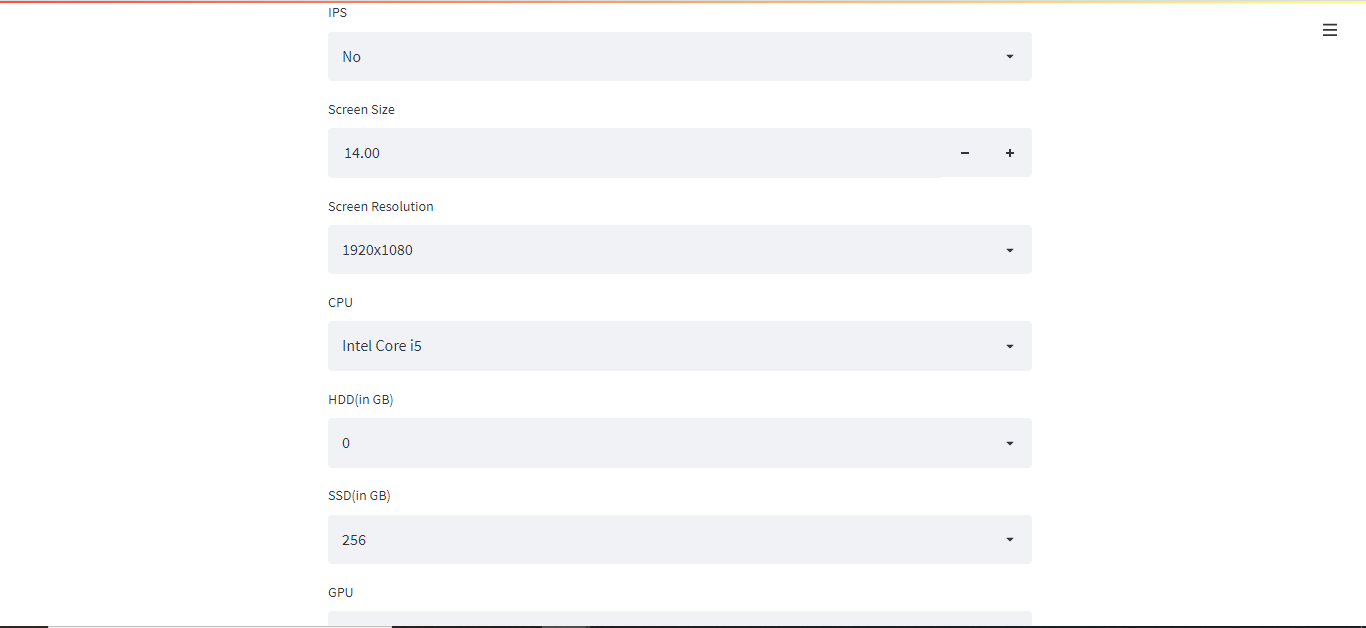 IPS
No
Screen Size
14.00
Screen Resolution
1920x1080
CPU
Intel Core i5
HDD(in GB)
0
SSD(in GB)
256
GPU